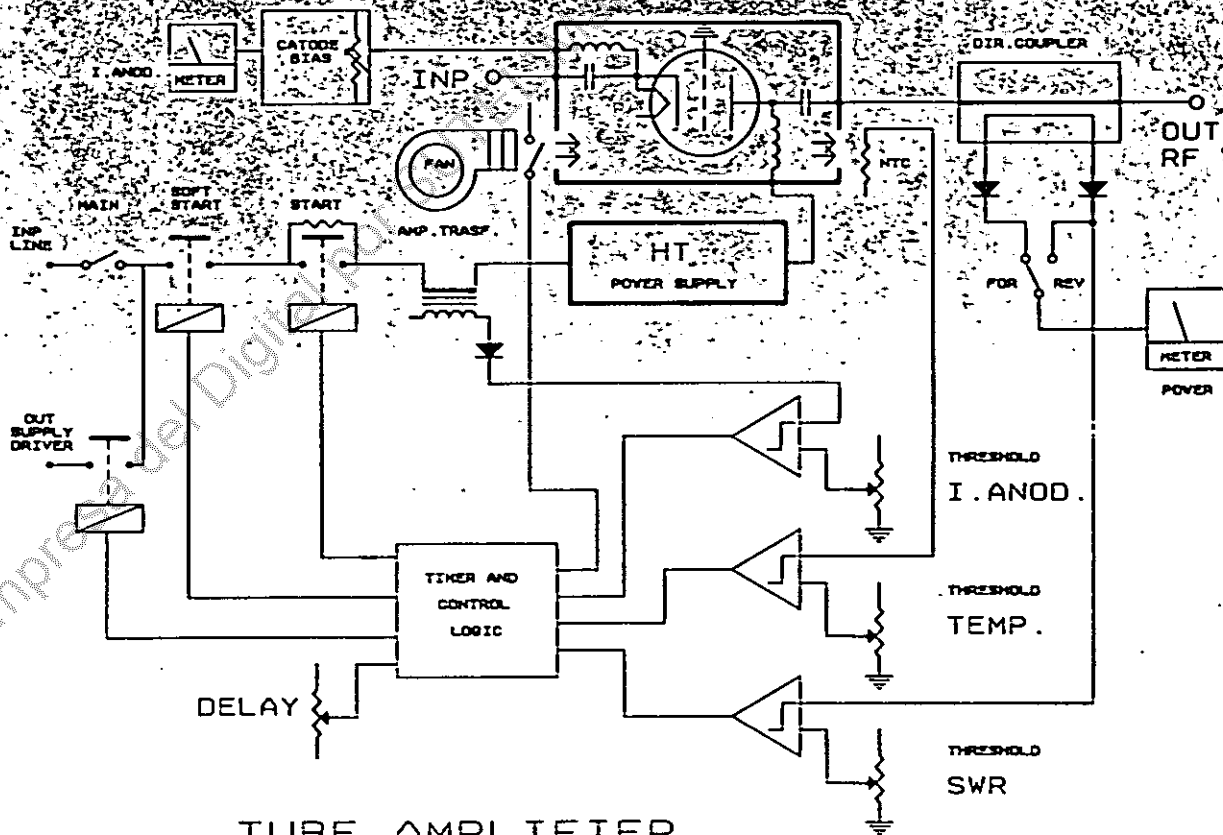 I.ANOD
METER
CATODE
BIAS
INP
DIR.COUPLER
OUT
RF
FAN
NTC
MAIN
SOFT
START
START
AMP.TRASF.
INP
LINE
HT
POWER SUPPLY
FOR
REV
METER
POWER
OUT
SUPPLY
DRIVER
THRESHOLD
I.ANOD.
TIMER AND
CONTROL
LOGIC
THRESHOLD
TEMP.
DELAY
THRESHOLD
SWR
TUBE AMPLIFIER